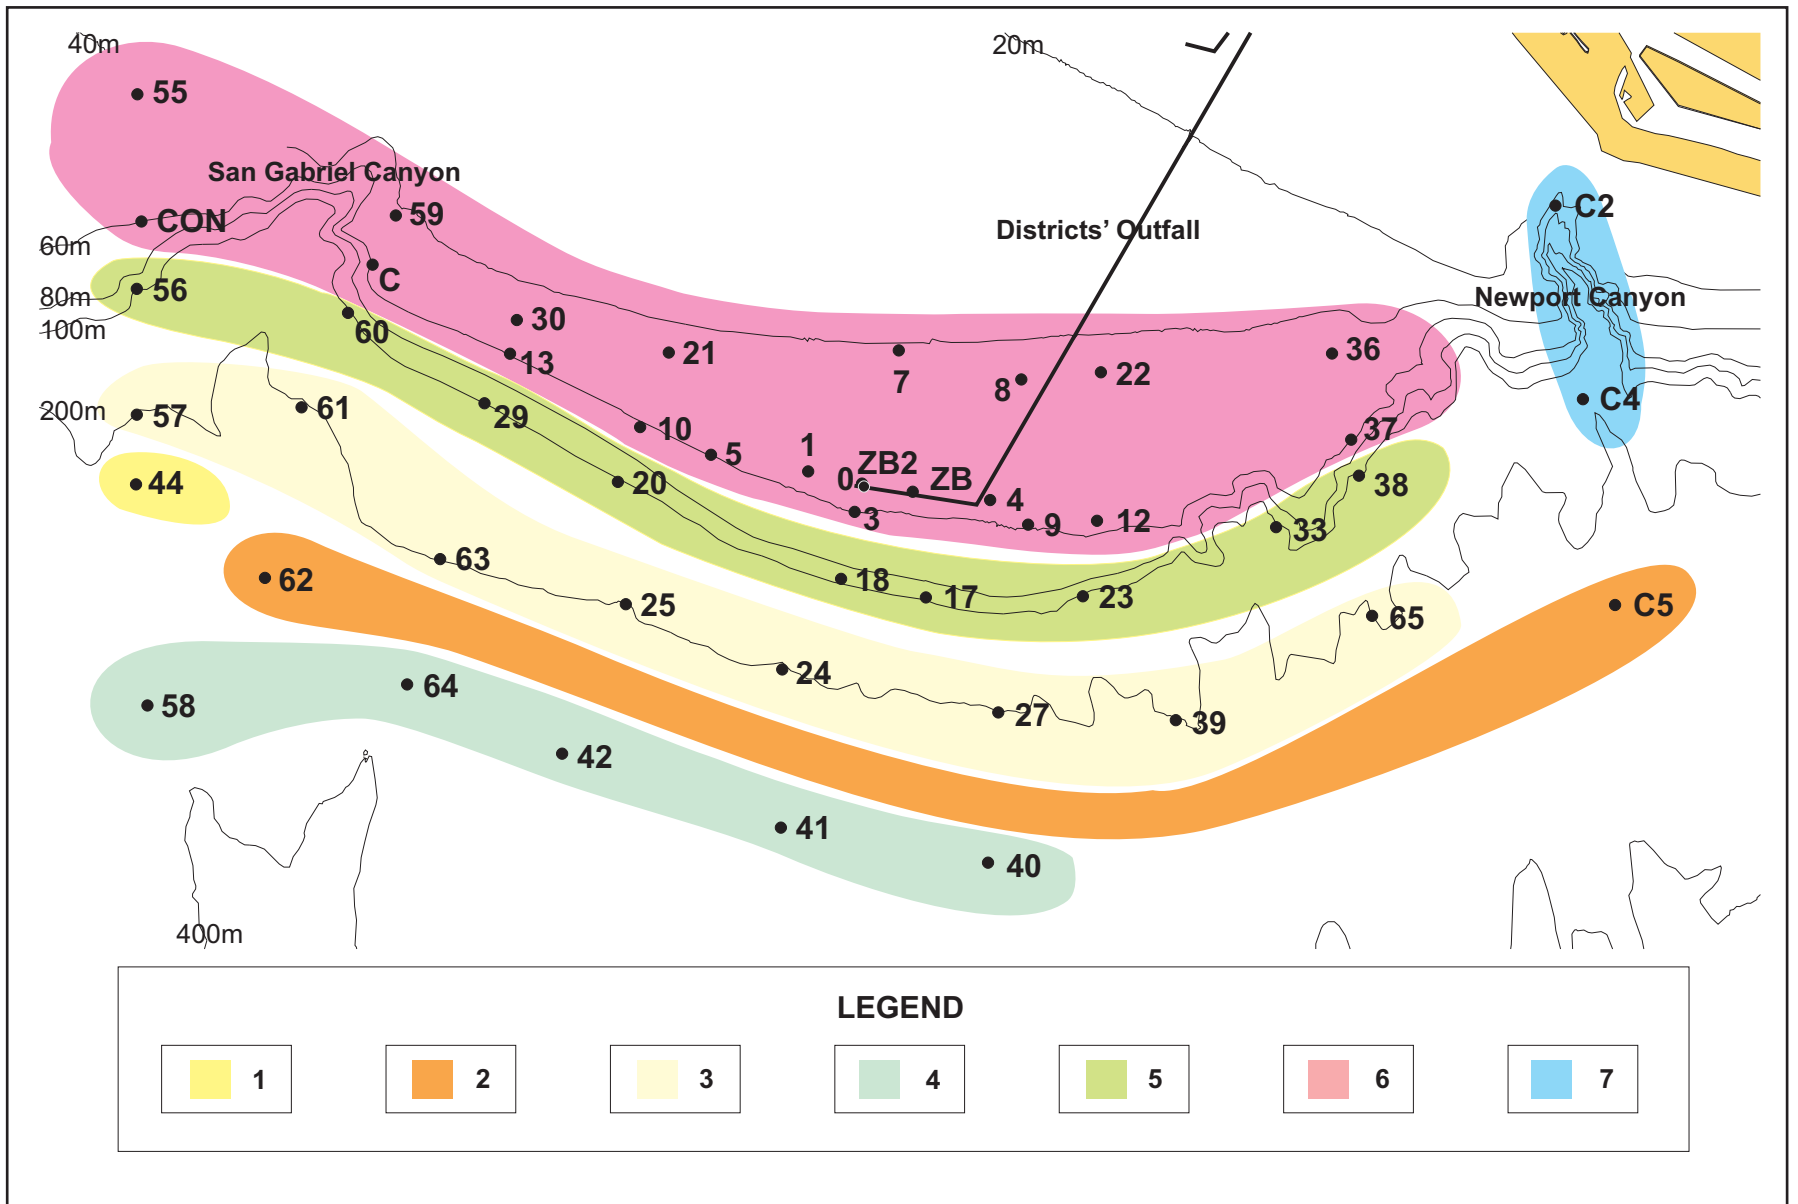 40m
20m
55
San Gabriel Canyon
CON
59
C2
60m
Districts’ Outfall
C
56
80m
Newport Canyon
100m
60
30
13
21
7
8
22
36
200m
57
61
29
10
5
1
37
C4
44
20
0
ZB2
ZB
4
38
3
9
12
33
62
63
18
17
23
25
65
C5
58
64
24
27
39
42
41
40
400m
LEGEND
1 2 3 4 5 6 7